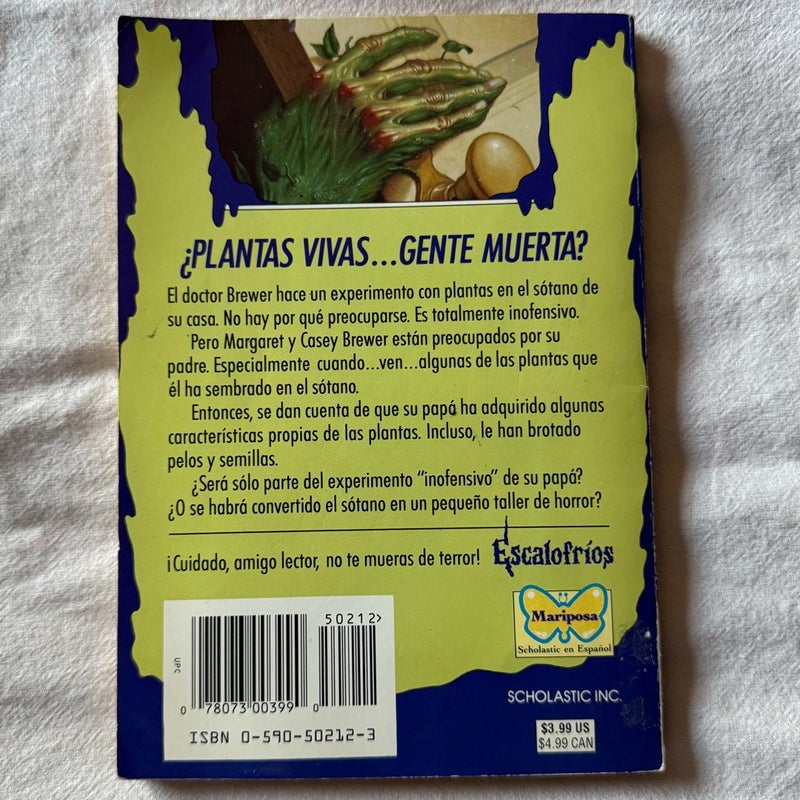 ¿PLANTAS VIVAS...GENTE MUERTA?
El doctor Brewer hace un experimento con plantas en el sótano de
su casa. No hay por qué preocuparse. Es totalmente inofensivo.
Pero Margaret y Casey Brewer están preocupados por su
padre. Especialmente cuando...ven...algunas de las plantas que
él ha sembrado en el sótano.
Entonces, se dan cuenta de que su papá ha adquirido algunas
características propias de las plantas. Incluso, le han brotado
pelos y semillas.
¿Será sólo parte del experimento "inofensivo" de su papá?
¿O se habrá convertido el sótano en un pequeño taller de horror?
¡Cuidado, amigo lector, no te mueras de terror! Escalofríos
Mariposa
Scholastic en Español
50212>
UPC
0 78073 00399 0
ISBN 0-590-50212-3
SCHOLASTIC INC.
$3.99 US
$4.99 CAN